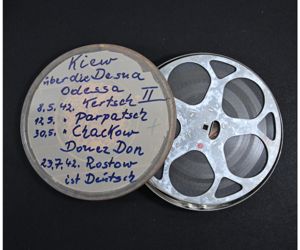 Kiew
über die Desna
Odessa
8.5.42. Kertsch II
12.5. " Parpatsch
30.5. " Charkow
Donez Don
23.7.42. Rostow
ist Deutsch